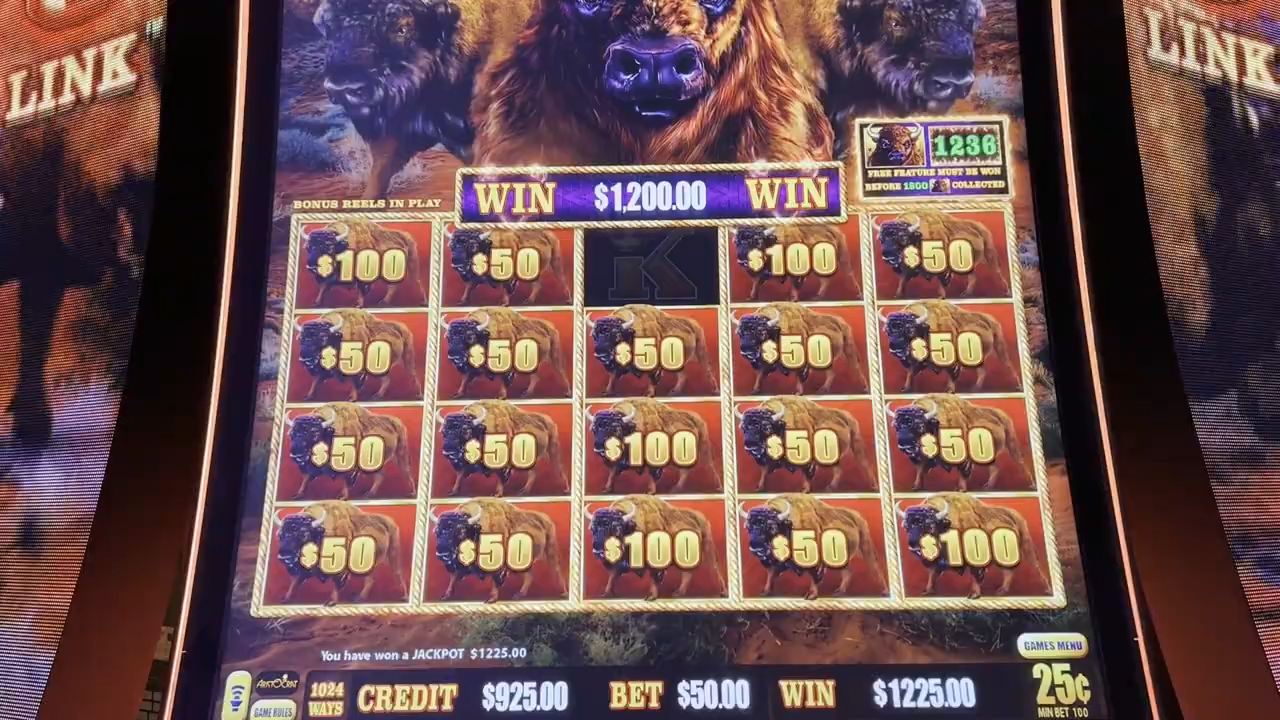 LINK
LINK
1236
FREE FEATURE MUST BE WON
BEFORE 1800 COLLECTED
BONUS REELS IN PLAY
WIN $1,200.00 WIN
$100 $50 K $100 $50
$50 $50 $50 $50 $50
$50 $50 $100 $50 $50
$50 $50 $100 $50 $100
You have won a JACKPOT $1225.00
GAMES MENU
ARISTOCRAT
GAME RULES
1024 WAYS
CREDIT $925.00 BET $50.00 WIN $1225.00
25¢
MIN BET 100